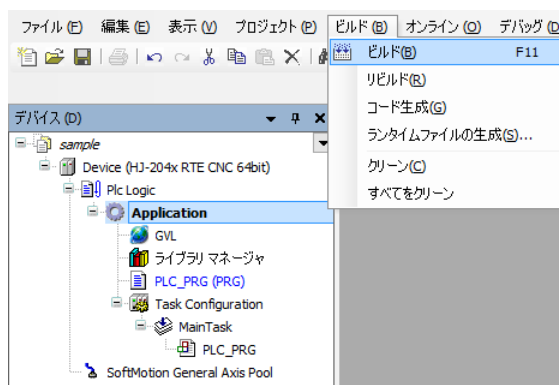 ファイル(F) 編集(E) 表示(V) プロジェクト(P) ビルド(B) オンライン(O) デバッグ(D
ビルド(B) F11
リビルド(R)
コード生成(G)
ランタイムファイルの生成(S)...
クリーン(C)
すべてをクリーン
デバイス(D)
sample
Device (HJ-204x RTE CNC 64bit)
Plc Logic
Application
GVL
ライブラリ マネージャ
PLC_PRG (PRG)
Task Configuration
MainTask
PLC_PRG
SoftMotion General Axis Pool